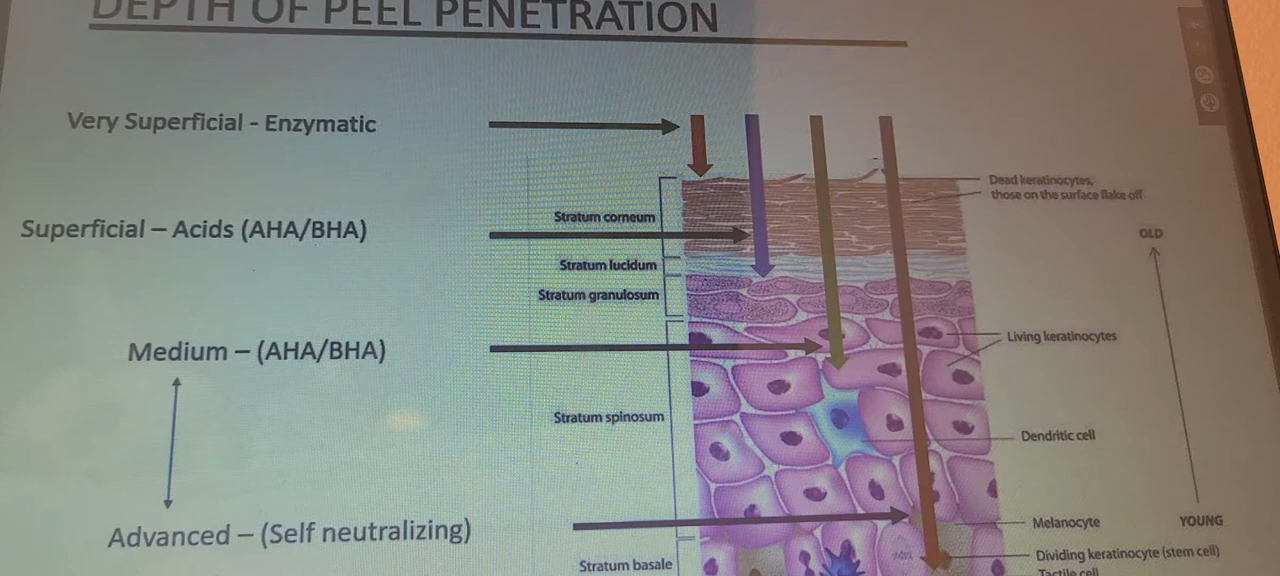 DEPTH OF PEEL PENETRATION
Very Superficial - Enzymatic
Superficial – Acids (AHA/BHA)
Medium – (AHA/BHA)
Advanced – (Self neutralizing)
Stratum corneum
Stratum lucidum
Stratum granulosum
Stratum spinosum
Stratum basale
Dead keratinocytes,
those on the surface flake off
Living keratinocytes
Dendritic cell
Melanocyte
Dividing keratinocyte (stem cell)
Tactile cell
OLD
YOUNG